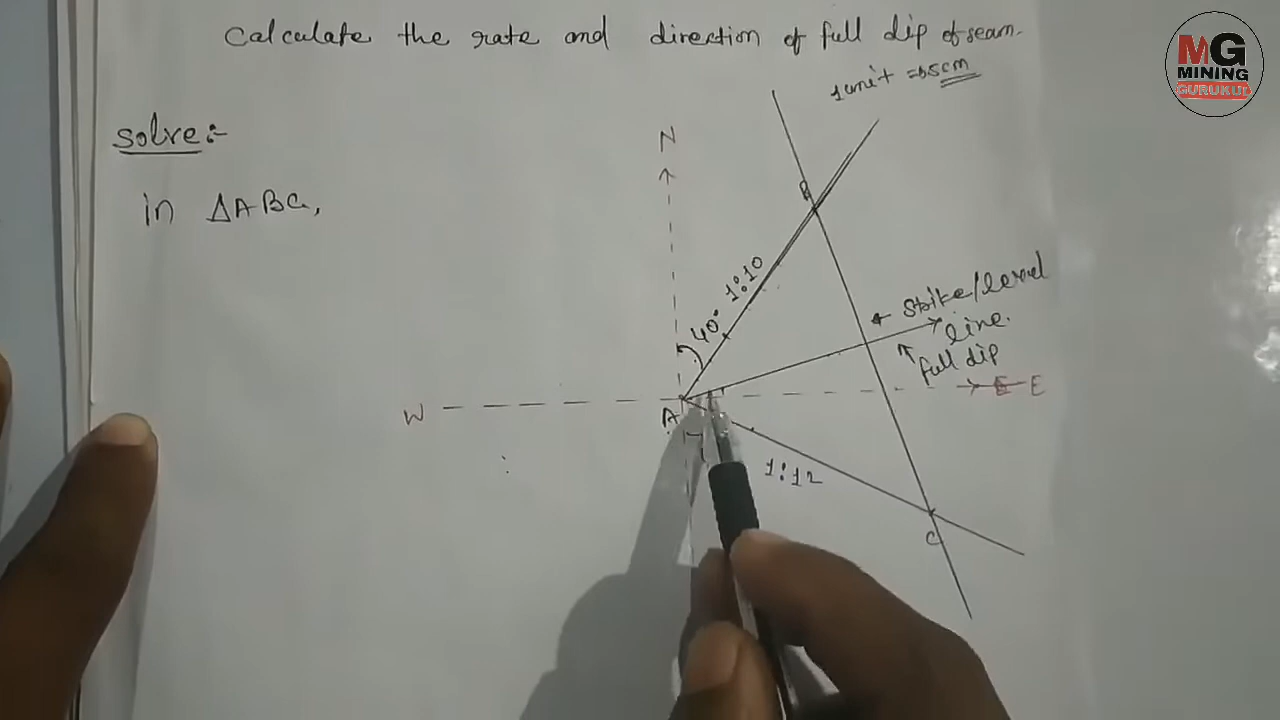 Calculate the rate and direction of full dip of seam.
MG
MINING
GURUKUL
1 unit = .5cm
solve :-
in △ABC,
N
B
40° 1:10
strike/level
line.
full dip
W
A
E E
1:12
C